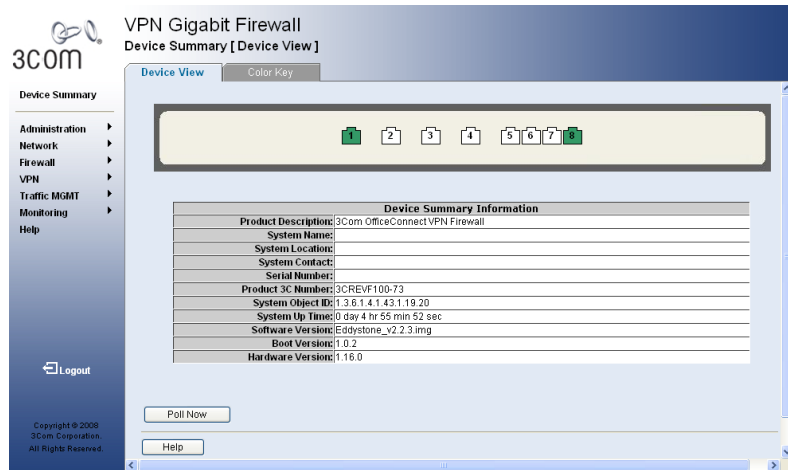 3COM
VPN Gigabit Firewall
Device Summary [ Device View ]
Device View
Color Key
Device Summary
Administration
Network
Firewall
VPN
Traffic MGMT
Monitoring
Help
Logout
Copyright © 2008
3Com Corporation.
All Rights Reserved.
1 2 3 4 5 6 7 8
Device Summary Information
Product Description: 3Com OfficeConnect VPN Firewall
System Name:
System Location:
System Contact:
Serial Number:
Product 3C Number: 3CREVF100-73
System Object ID: 1.3.6.1.4.1.43.1.19.20
System Up Time: 0 day 4 hr 55 min 52 sec
Software Version: Eddystone_v2.2.3.img
Boot Version: 1.0.2
Hardware Version: 1.16.0
Poll Now
Help